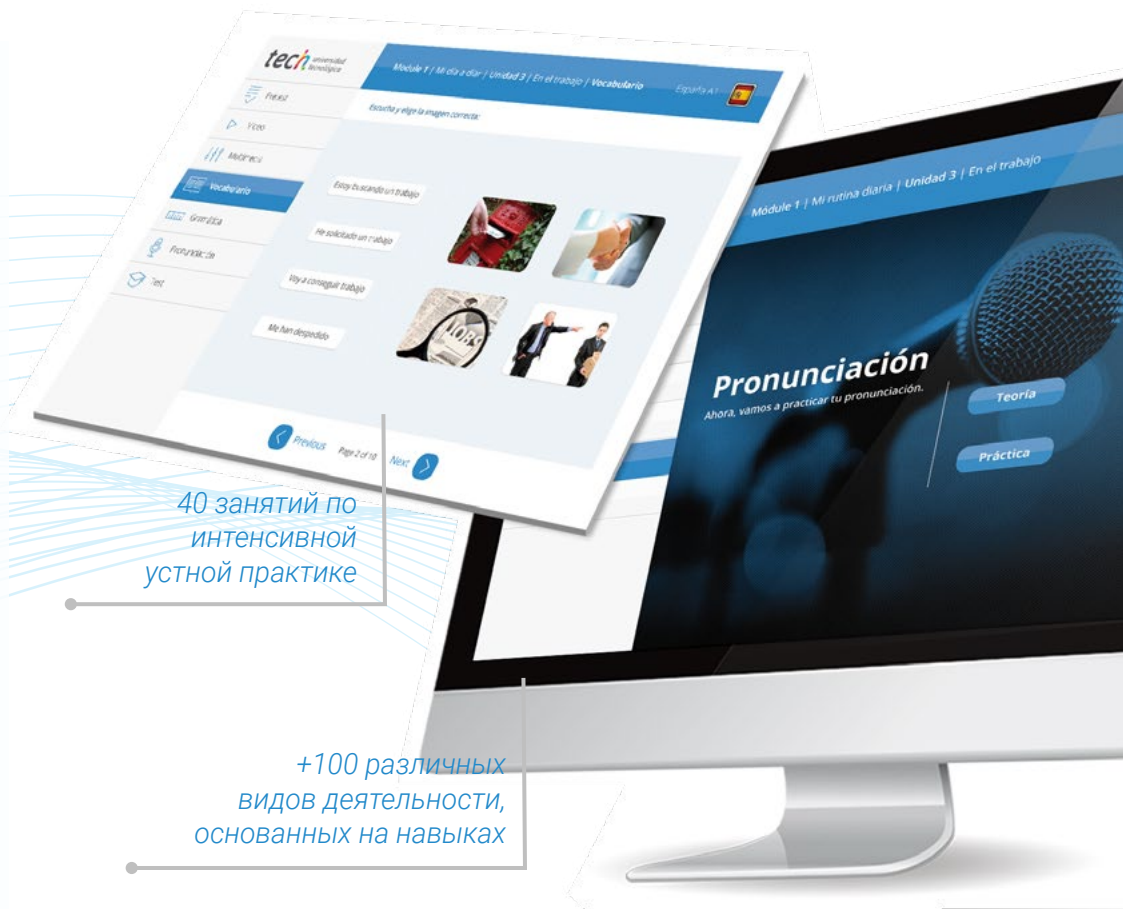 tech universidad
tecnológica
Module 1 | Mi día a díar | Unidad 3 | En el trabajo | Vocabulario
España A1
Escucha y elige la imagen correcta:
Vocabulario
Gramática
Pronunciación
Test
Estoy buscando un trabajo
He solicitado un trabajo
Voy a conseguir trabajo
Me han despedido
JOBS
Previous
Page 2 of 10
Next
Módule 1 | Mi rutina diaria | Unidad 3 | En el trabajo
Pronunciación
Ahora, vamos a practicar tu pronunciación.
Teoría
Práctica
40 занятий по
интенсивной
устной практике
+100 различных
видов деятельности,
основанных на навыках